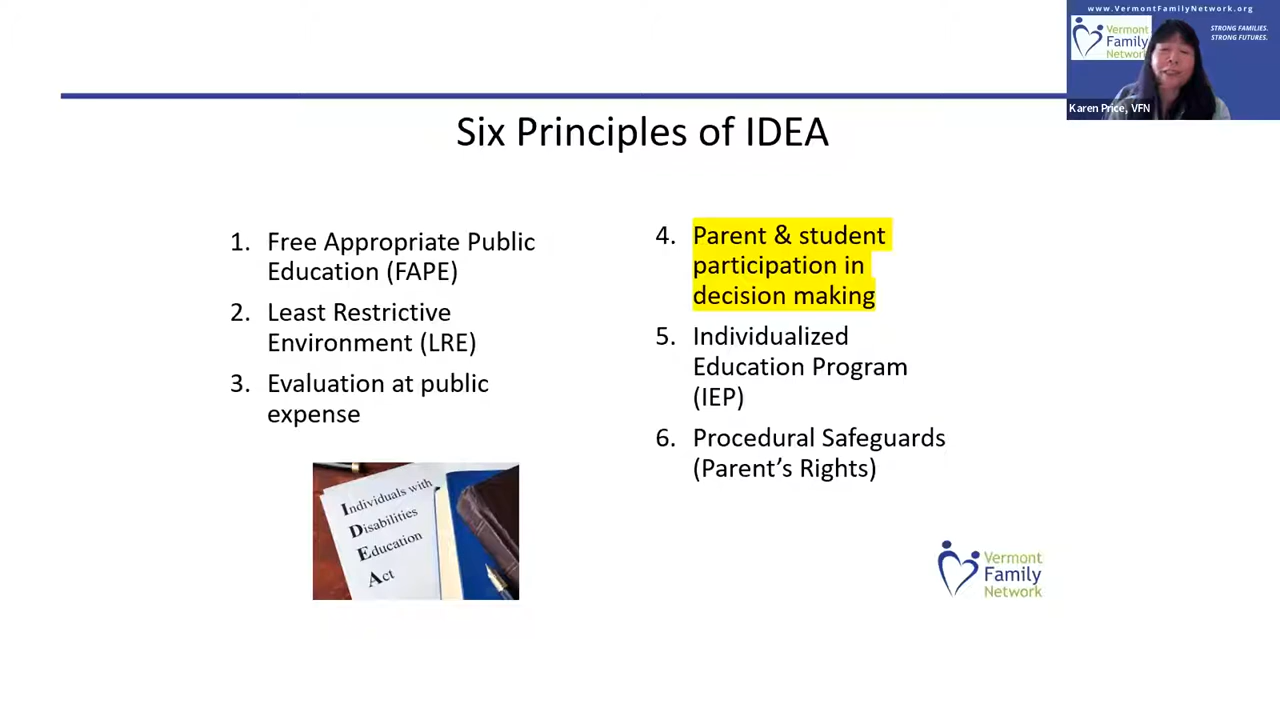 www.VermontFamilyNetwork.org
Vermont
Family
Network
STRONG FAMILIES.
STRONG FUTURES.
Karen Price, VFN
Six Principles of IDEA
1. Free Appropriate Public
Education (FAPE)
2. Least Restrictive
Environment (LRE)
3. Evaluation at public
expense
4. Parent & student
participation in
decision making
5. Individualized
Education Program
(IEP)
6. Procedural Safeguards
(Parent’s Rights)
Individuals with
Disabilities
Education
Act
Vermont
Family
Network